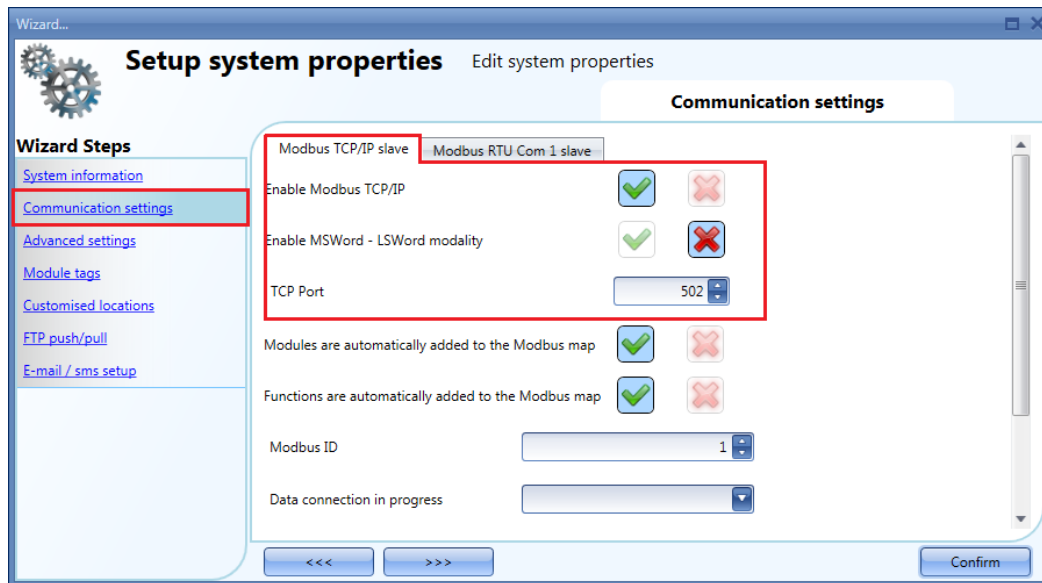 Wizard...
Setup system properties Edit system properties
Communication settings
Wizard Steps
System information
Communication settings
Advanced settings
Module tags
Customised locations
FTP push/pull
E-mail / sms setup
Modbus TCP/IP slave Modbus RTU Com 1 slave
Enable Modbus TCP/IP
Enable MSWord - LSWord modality
TCP Port 502
Modules are automatically added to the Modbus map
Functions are automatically added to the Modbus map
Modbus ID 1
Data connection in progress
<<< >>> Confirm